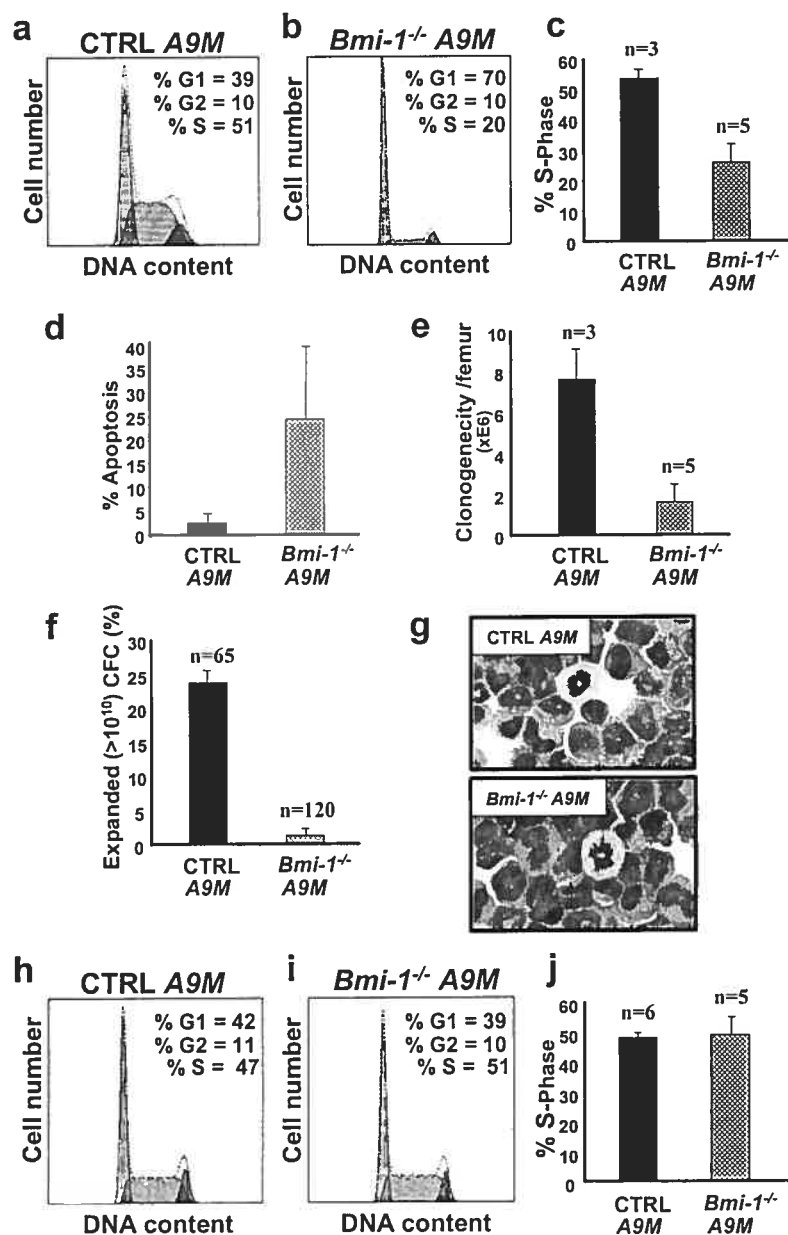 a
CTRL A9M
% G1 = 39
% G2 = 10
% S = 51
Cell number
DNA content
b
Bmi-1-/- A9M
% G1 = 70
% G2 = 10
% S = 20
Cell number
DNA content
c
60
50
40
30
20
10
0
% S-Phase
n=3
n=5
CTRL
A9M
Bmi-1-/-
A9M
d
40
35
30
25
20
15
10
5
0
% Apoptosis
CTRL
A9M
Bmi-1-/-
A9M
e
10
8
6
4
2
0
Clonogenecity /femur
(xE6)
n=3
n=5
CTRL
A9M
Bmi-1-/-
A9M
f
30
25
20
15
10
5
0
Expanded (>10¹⁰) CFC (%)
n=65
n=120
CTRL
A9M
Bmi-1-/-
A9M
g
CTRL A9M
Bmi-1-/- A9M
h
CTRL A9M
% G1 = 42
% G2 = 11
% S = 47
Cell number
DNA content
i
Bmi-1-/- A9M
% G1 = 39
% G2 = 10
% S = 51
Cell number
DNA content
j
60
50
40
30
20
10
0
% S-Phase
n=6
n=5
CTRL
A9M
Bmi-1-/-
A9M